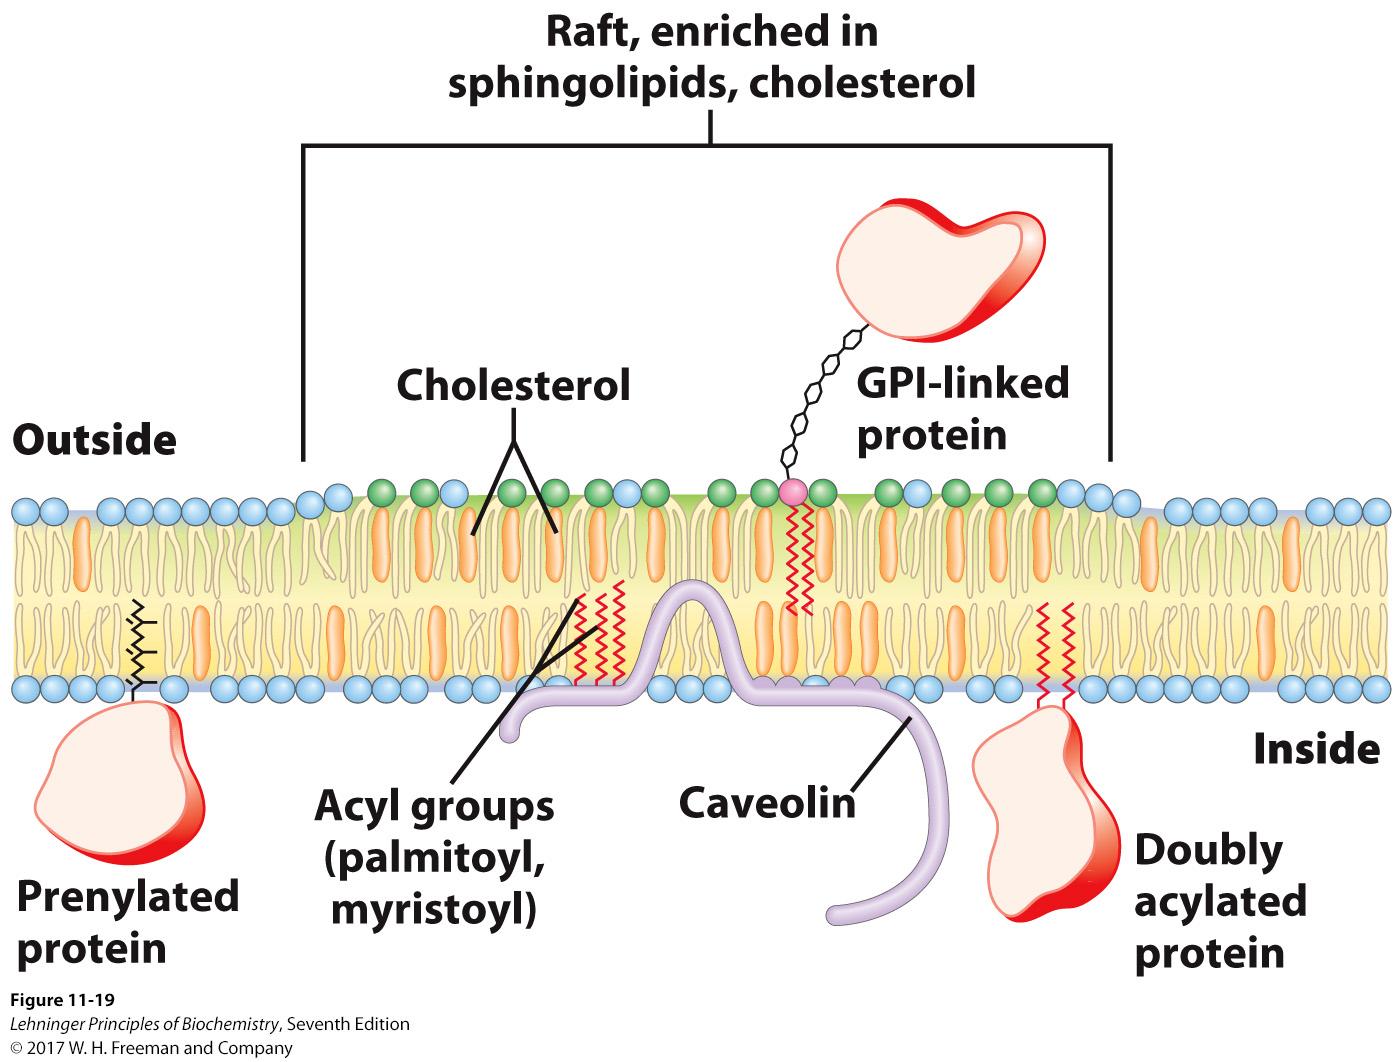 Raft, enriched in
sphingolipids, cholesterol
Cholesterol
GPI-linked
protein
Outside
Inside
Acyl groups
(palmitoyl,
myristoyl)
Caveolin
Doubly
acylated
protein
Prenylated
protein
Figure 11-19
Lehninger Principles of Biochemistry, Seventh Edition
© 2017 W. H. Freeman and Company